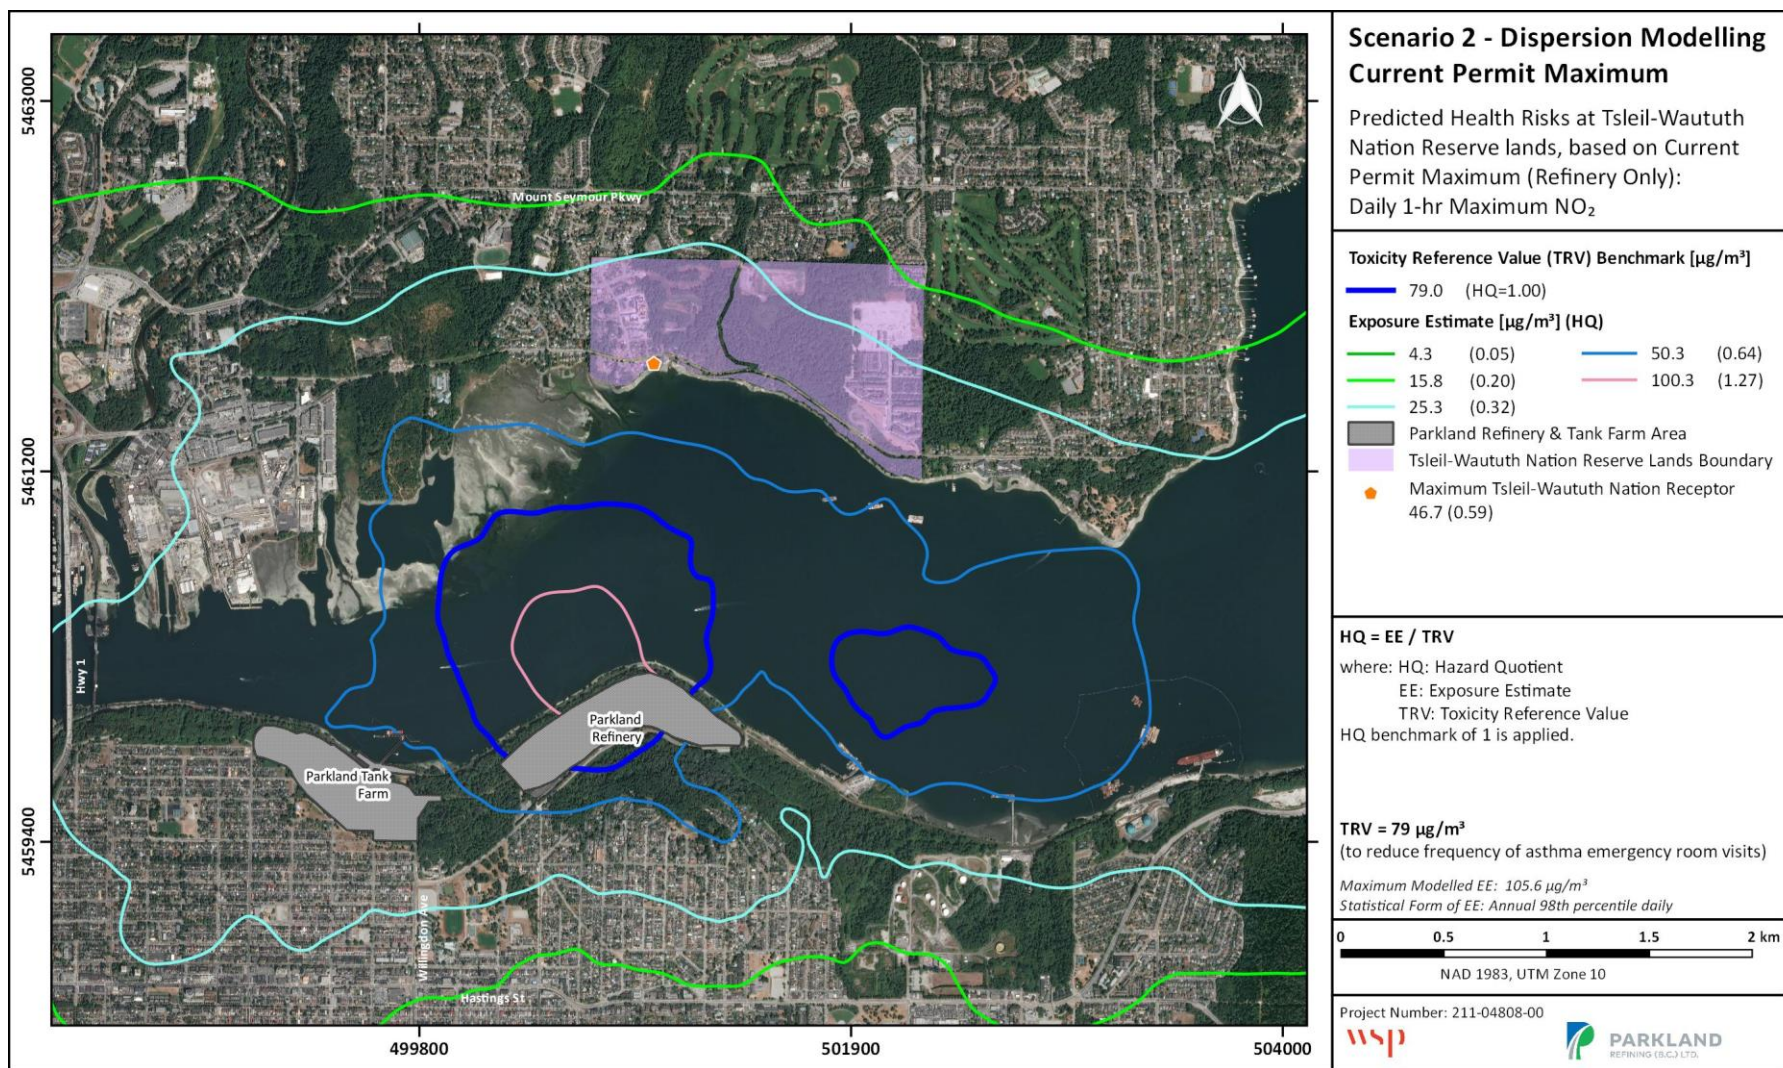 5463000
5461200
5459400
499800
501900
504000
N
Mount Seymour Pkwy
Hwy 1
Parkland
Refinery
Parkland Tank
Farm
Willingdon Ave
Hastings St
Scenario 2 - Dispersion Modelling
Current Permit Maximum
Predicted Health Risks at Tsleil-Waututh
Nation Reserve lands, based on Current
Permit Maximum (Refinery Only):
Daily 1-hr Maximum NO₂
Toxicity Reference Value (TRV) Benchmark [µg/m³]
79.0 (HQ=1.00)
Exposure Estimate [µg/m³] (HQ)
4.3 (0.05) 50.3 (0.64)
15.8 (0.20) 100.3 (1.27)
25.3 (0.32)
Parkland Refinery & Tank Farm Area
Tsleil-Waututh Nation Reserve Lands Boundary
Maximum Tsleil-Waututh Nation Receptor
46.7 (0.59)
HQ = EE / TRV
where: HQ: Hazard Quotient
EE: Exposure Estimate
TRV: Toxicity Reference Value
HQ benchmark of 1 is applied.
TRV = 79 µg/m³
(to reduce frequency of asthma emergency room visits)
Maximum Modelled EE: 105.6 µg/m³
Statistical Form of EE: Annual 98th percentile daily
0 0.5 1 1.5 2 km
NAD 1983, UTM Zone 10
Project Number: 211-04808-00
wsp
PARKLAND
REFINING (B.C.) LTD.